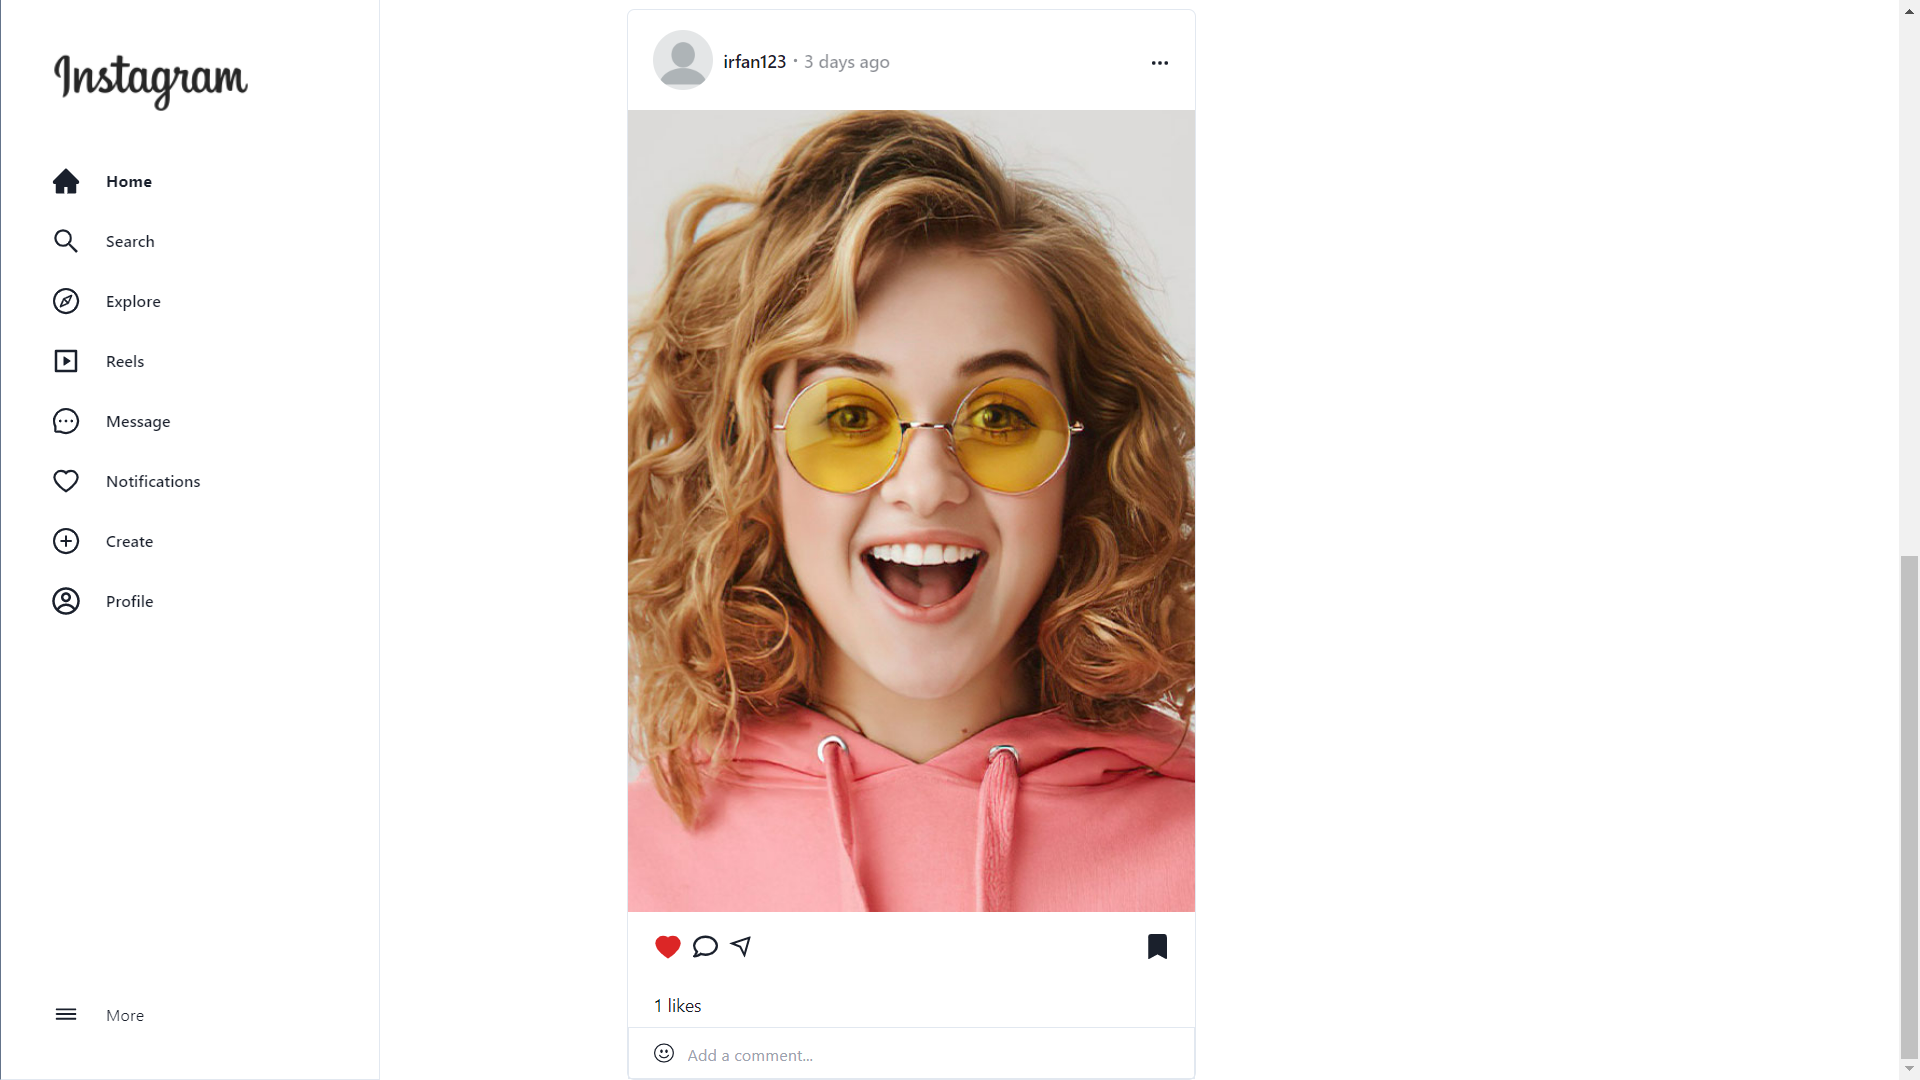 Instagram
Home
Search
Explore
Reels
Message
Notifications
Create
Profile
More
irfan123 · 3 days ago
1 likes
Add a comment...